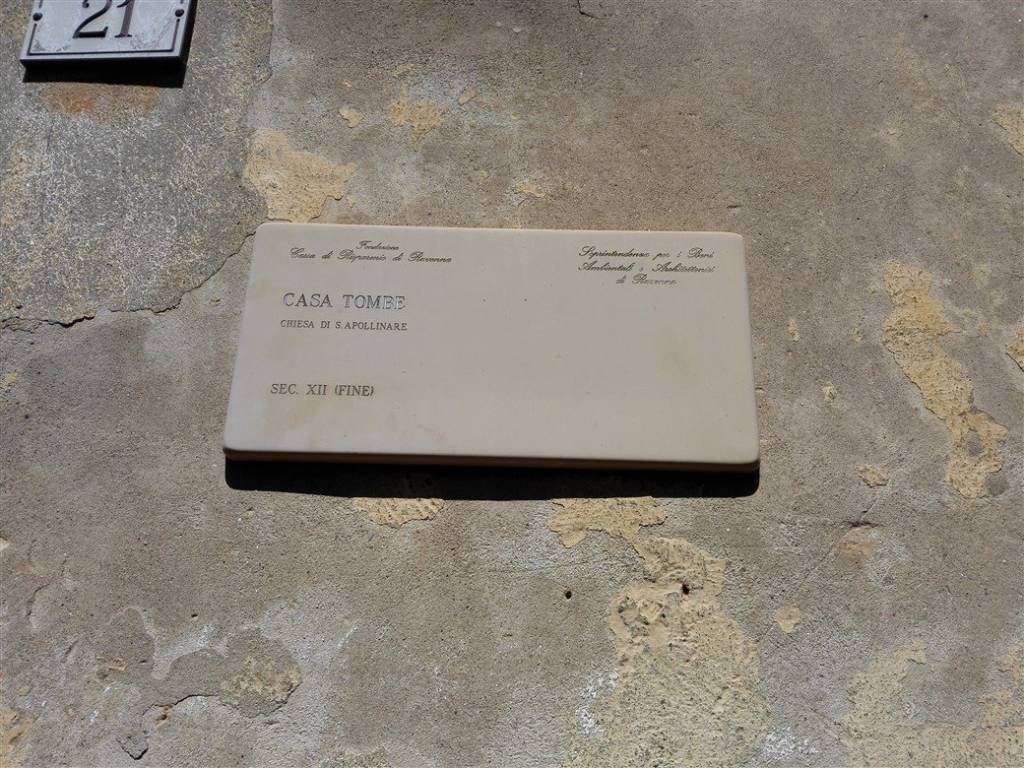 21
Fondazione
Cassa di Risparmio di Ravenna
Soprintendenza per i Beni
Ambientali e Architettonici
di Ravenna
CASA TOMBE
CHIESA DI S. APOLLINARE
SEC. XII (FINE)